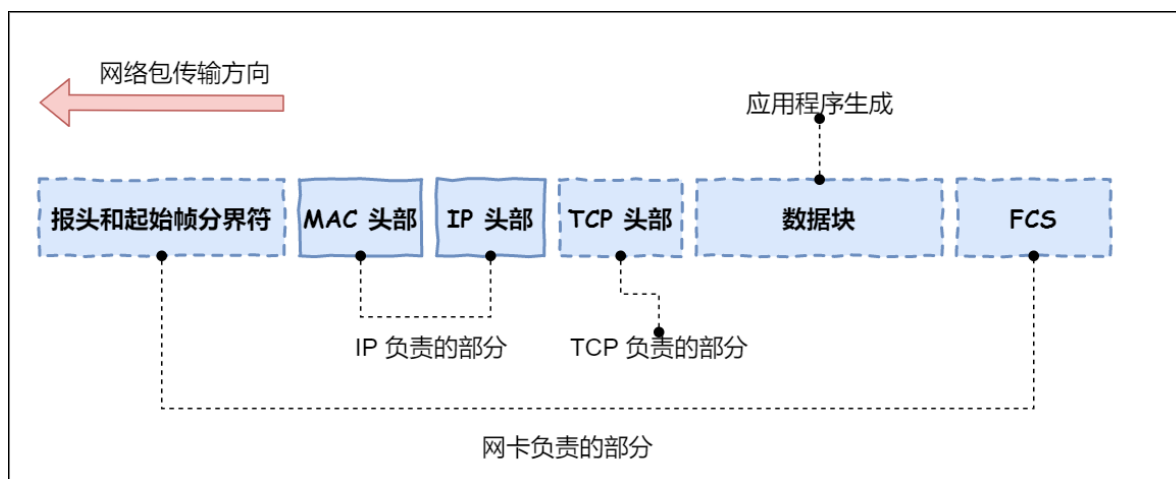 网络包传输方向
应用程序生成
报头和起始帧分界符 MAC 头部 IP 头部 TCP 头部 数据块 FCS
IP 负责的部分 TCP 负责的部分
网卡负责的部分